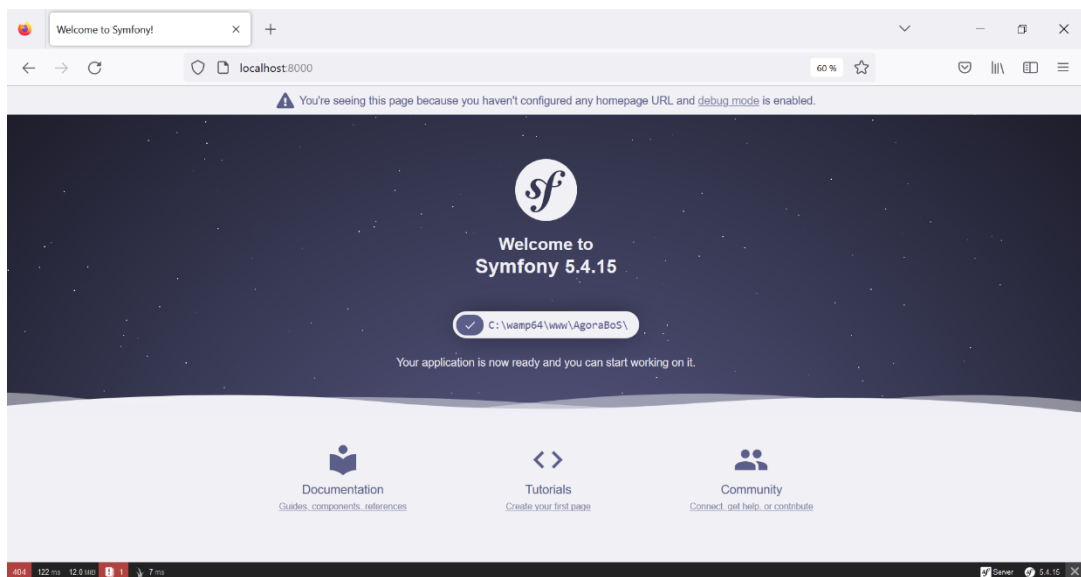 Welcome to Symfony!
localhost:8000
60 %
You're seeing this page because you haven't configured any homepage URL and debug mode is enabled.
sf
Welcome to
Symfony 5.4.15
C:\wamp64\www\AgoraBoS\
Your application is now ready and you can start working on it.
Documentation
Tutorials
Community
Guides, components, references
Create your first page
Connect, get help, or contribute
404 122 ms 12.0 MiB 1 7 ms sf Server sf 5.4.15